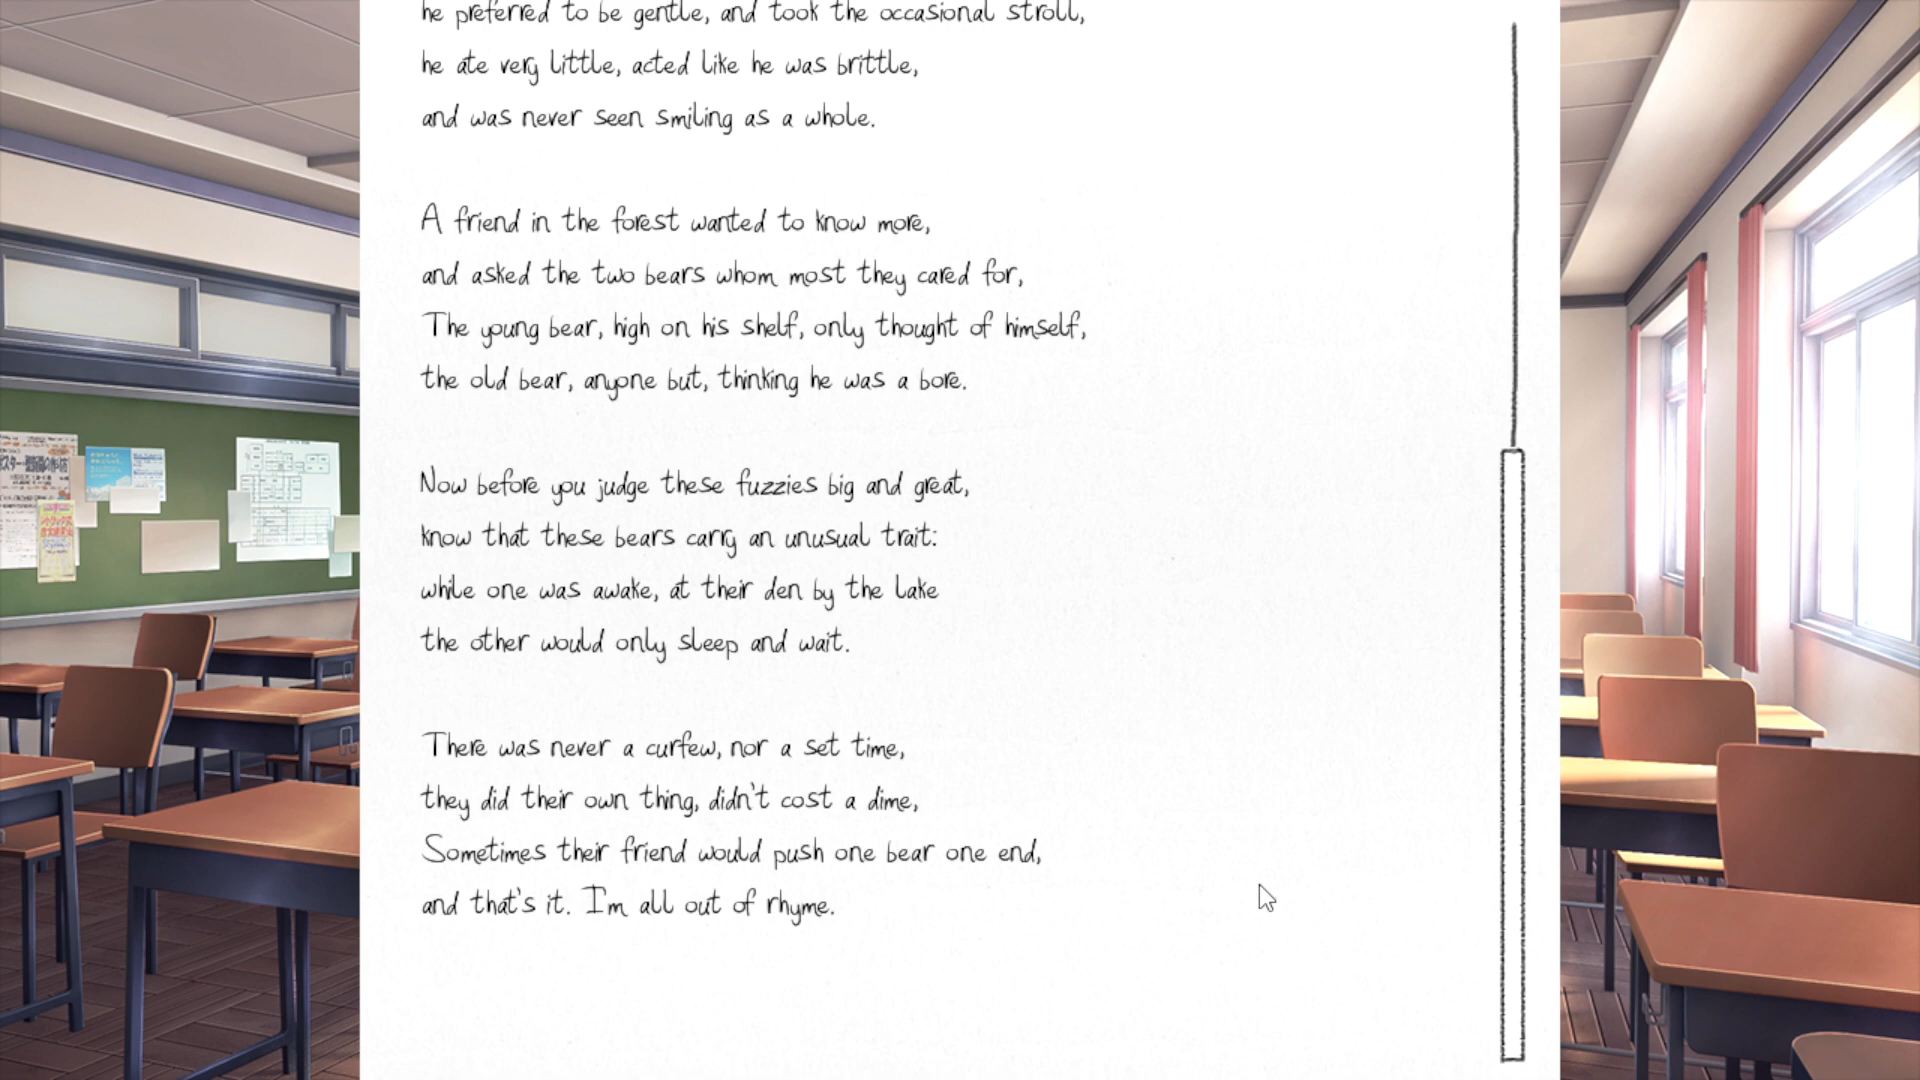 he preferred to be gentle, and took the occasional stroll,
he ate very little, acted like he was brittle,
and was never seen smiling as a whole.
A friend in the forest wanted to know more,
and asked the two bears whom most they cared for,
The young bear, high on his shelf, only thought of himself,
the old bear, anyone but, thinking he was a bore.
Now before you judge these fuzzies big and great,
know that these bears carry an unusual trait:
while one was awake, at their den by the lake
the other would only sleep and wait.
There was never a curfew, nor a set time,
they did their own thing, didn't cost a dime,
Sometimes their friend would push one bear one end,
and that's it. I'm all out of rhyme.